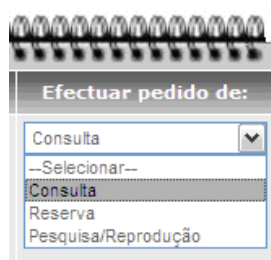 Efectuar pedido de:
Consulta
--Selecionar--
Consulta
Reserva
Pesquisa/Reprodução